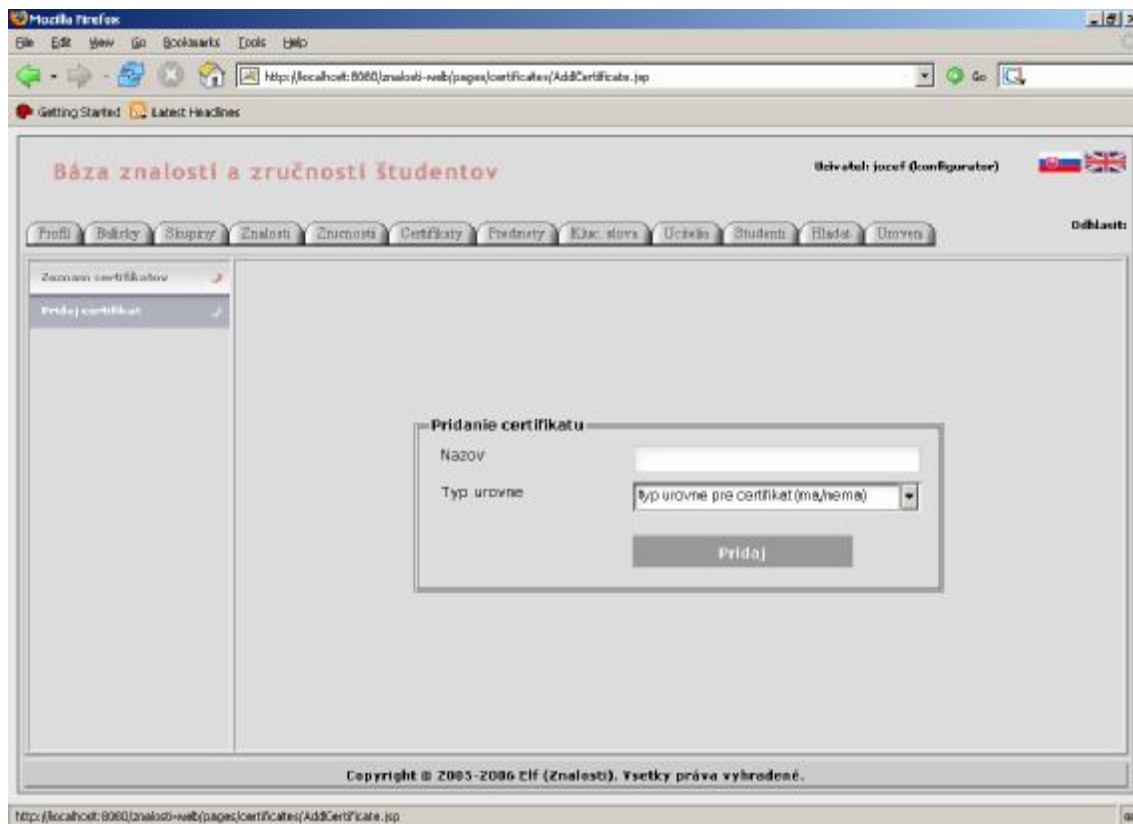 Mozilla Firefox
File Edit View Go Bookmarks Tools Help
http://localhost:8080/znalosti-web/pages/certificates/AddCertificate.jsp Go
Getting Started Latest Headlines
Báza znalostí a zručností študentov
Uzivatel: jozef (konfigurator)
Odhlasit:
Profil Balicky Skupiny Znalosti Zrucnosti Certifikaty Predmety Kluc. slova Ucitelia Studenti Hladat Uroven
Zoznam certifikatov
Pridaj certifikat
Pridanie certifikatu
Nazov
Typ urovne typ urovne pre certifikat (ma/nema)
Pridaj
Copyright © 2005-2006 Elf (Znalosti). Vsetky práva vyhradené.
http://localhost:8080/znalosti-web/pages/certificates/AddCertificate.jsp